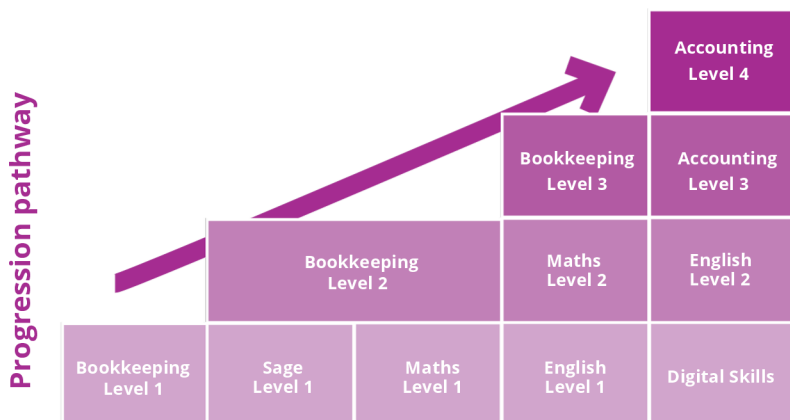 Progression pathway
Accounting
Level 4
Bookkeeping
Level 3
Accounting
Level 3
Bookkeeping
Level 2
Maths
Level 2
English
Level 2
Bookkeeping
Level 1
Sage
Level 1
Maths
Level 1
English
Level 1
Digital Skills